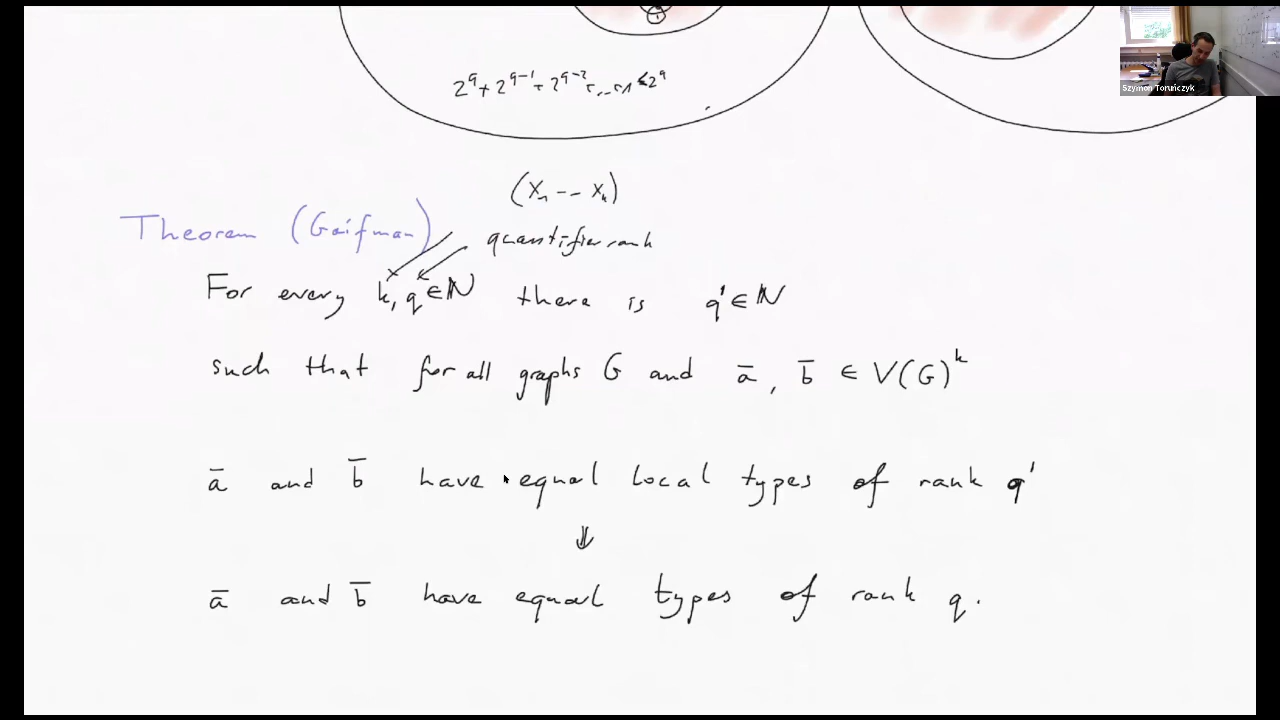 2^q + 2^{q-1} + 2^{q-2} + ... + 1 < 2^q
Szymon Toruńczyk
(x₁ -- x_k)
Theorem (Gaifman)
quantifier rank
For every k, q ∈ ℕ there is q' ∈ ℕ
such that for all graphs G and ā, b̄ ∈ V(G)^k
ā and b̄ have equal local types of rank q'
⇓
ā and b̄ have equal types of rank q.